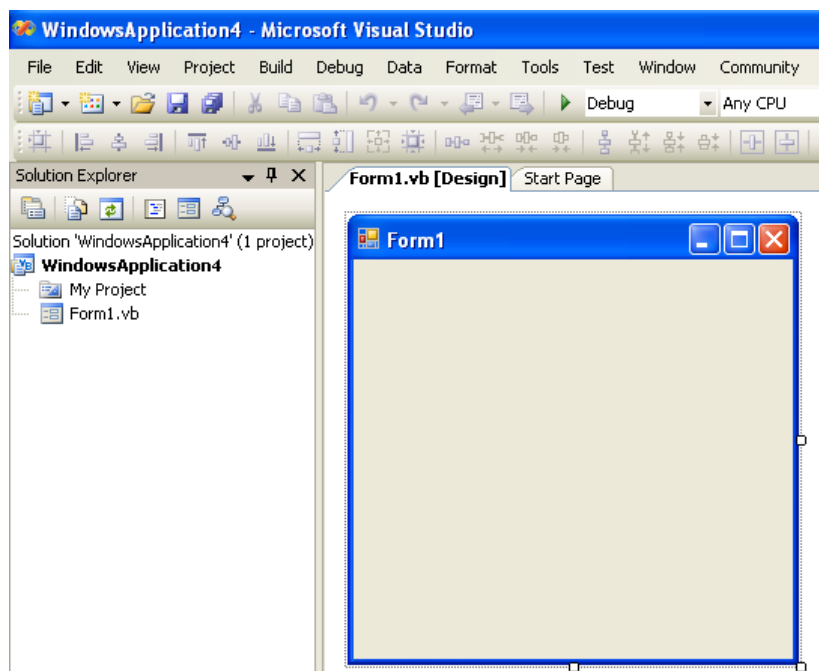 WindowsApplication4 - Microsoft Visual Studio
File Edit View Project Build Debug Data Format Tools Test Window Community
Debug Any CPU
Solution Explorer
Form1.vb [Design] Start Page
Solution 'WindowsApplication4' (1 project)
WindowsApplication4
My Project
Form1.vb
Form1